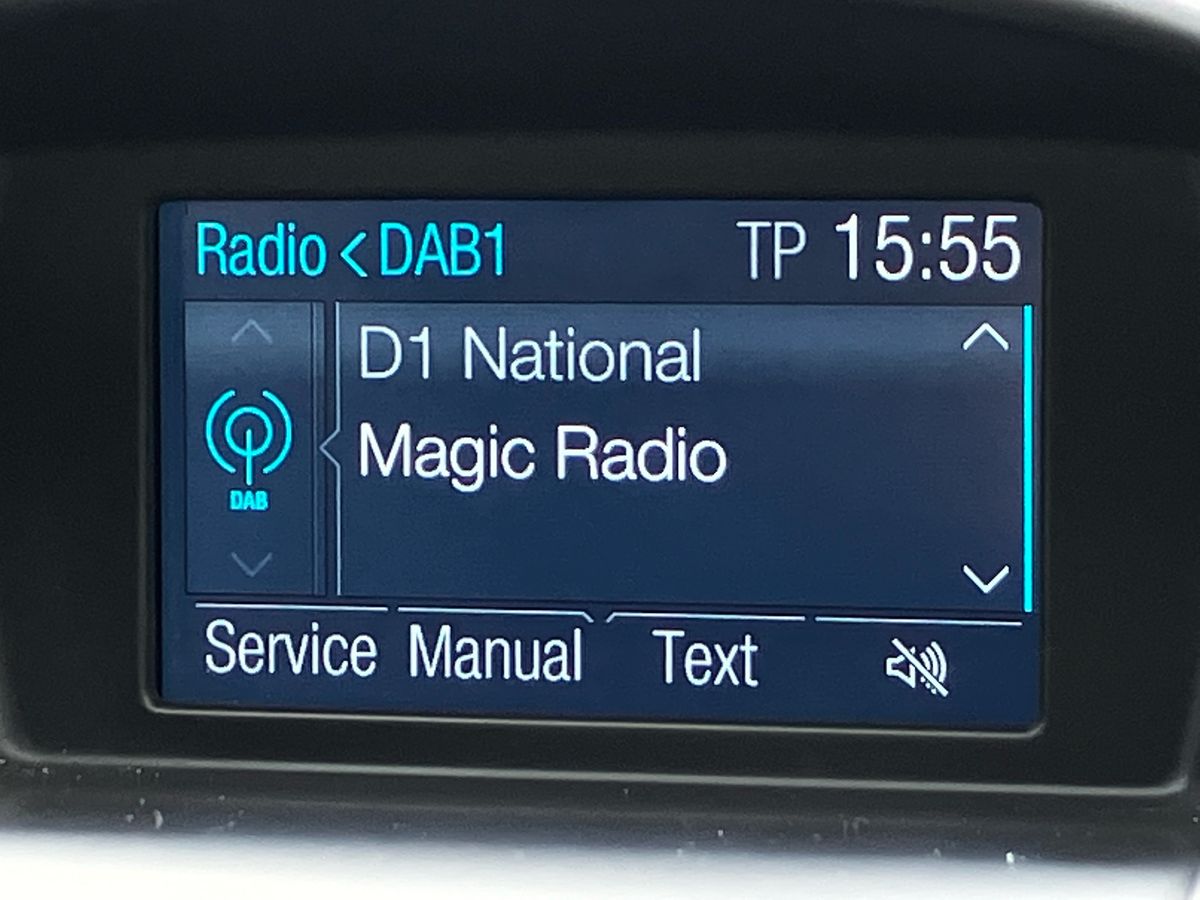 Radio < DAB1 TP 15:55
D1 National
Magic Radio
DAB
Service Manual Text